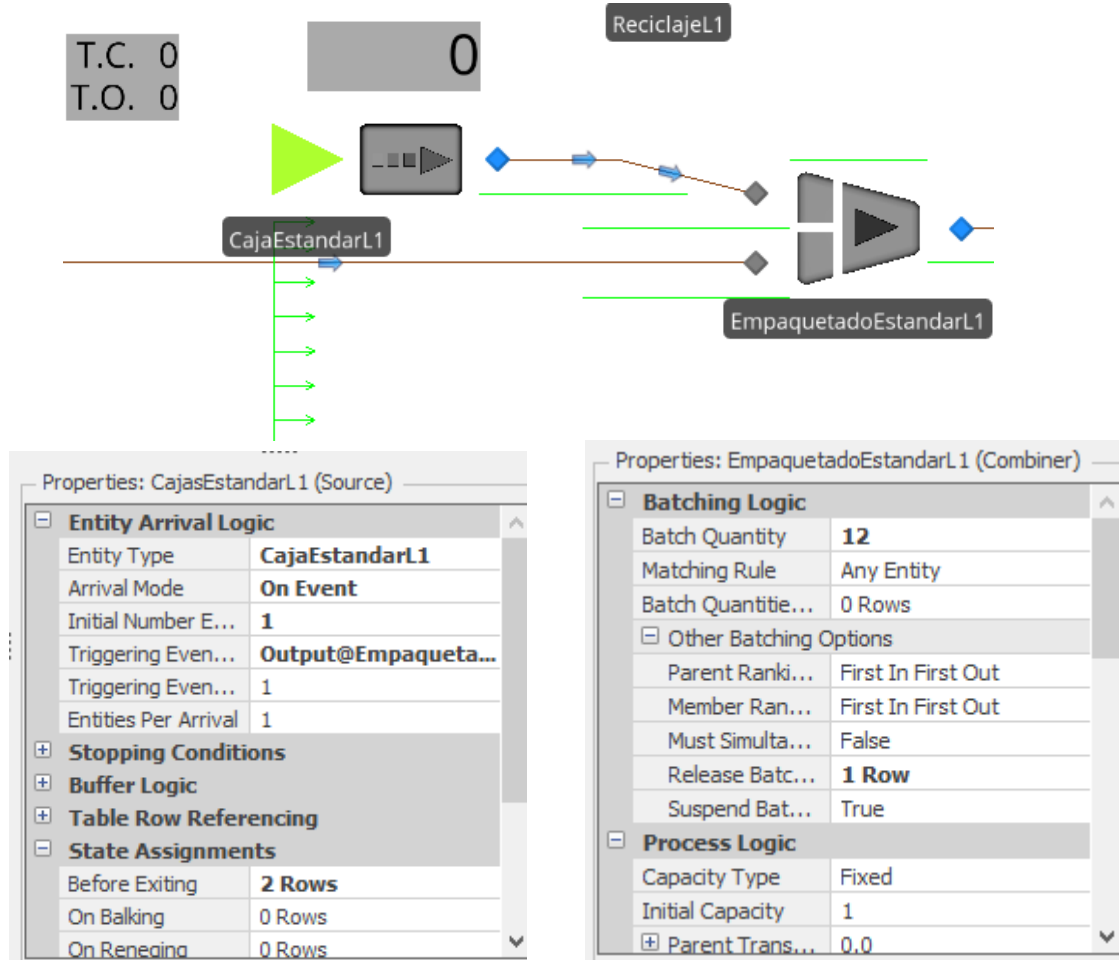 ReciclajeL1
T.C. 0
T.O. 0
0
CajaEstandarL1
EmpaquetadoEstandarL1
Properties: CajasEstandarL1 (Source)
Entity Arrival Logic
Entity Type CajaEstandarL1
Arrival Mode On Event
Initial Number E... 1
Triggering Even... Output@Empaqueta...
Triggering Even... 1
Entities Per Arrival 1
Stopping Conditions
Buffer Logic
Table Row Referencing
State Assignments
Before Exiting 2 Rows
On Balking 0 Rows
On Reneging 0 Rows
Properties: EmpaquetadoEstandarL1 (Combiner)
Batching Logic
Batch Quantity 12
Matching Rule Any Entity
Batch Quantitie... 0 Rows
Other Batching Options
Parent Ranki... First In First Out
Member Ran... First In First Out
Must Simulta... False
Release Batc... 1 Row
Suspend Bat... True
Process Logic
Capacity Type Fixed
Initial Capacity 1
Parent Trans... 0.0